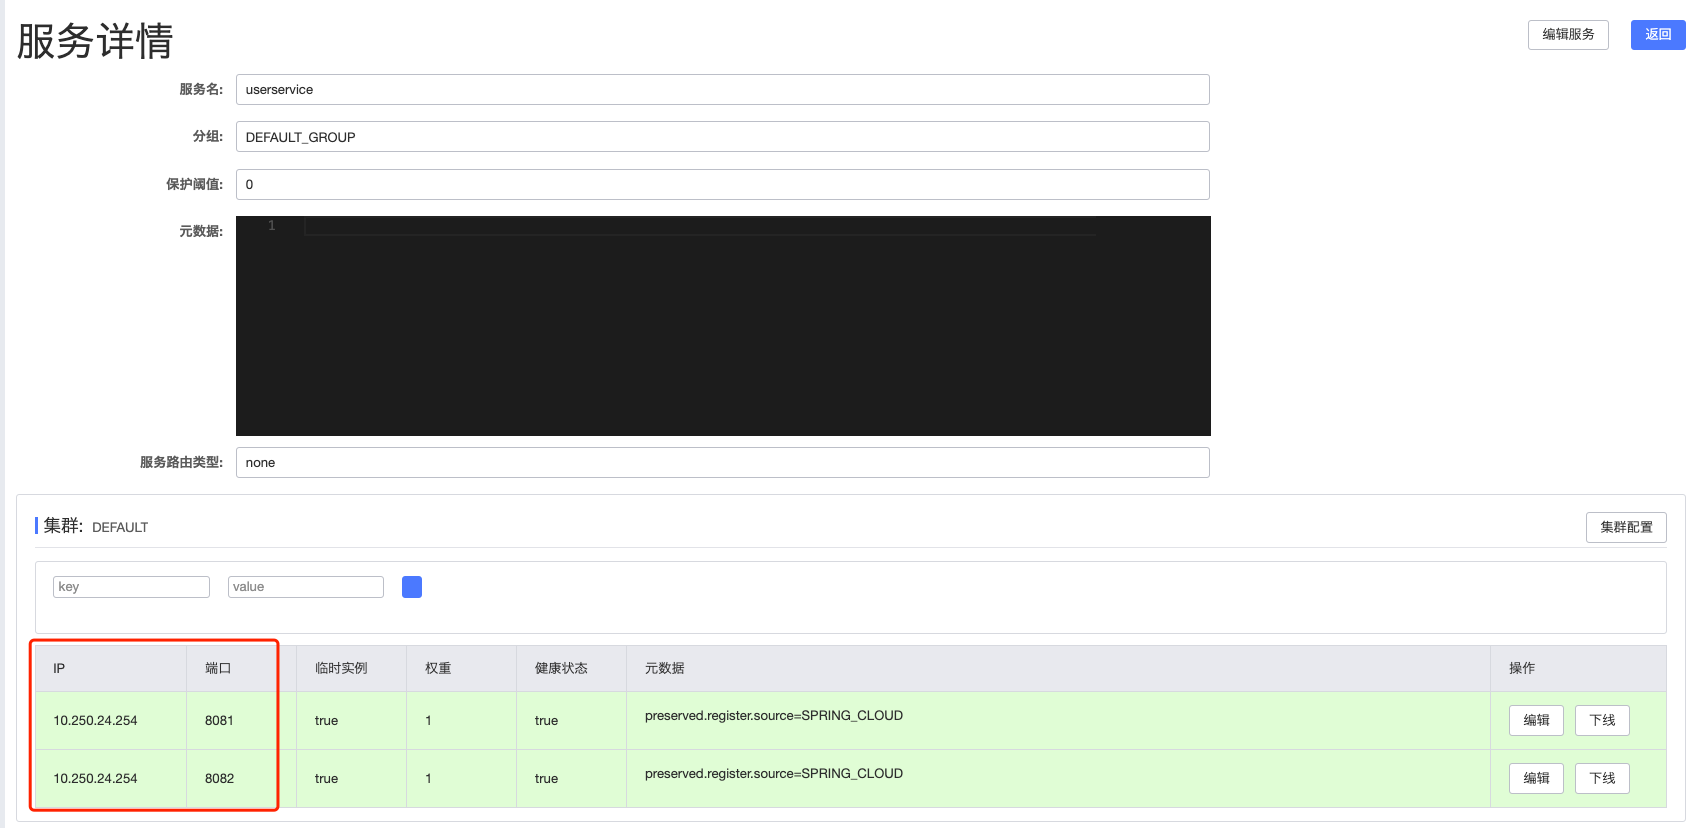 服务详情
编辑服务 返回
服务名: userservice
分组: DEFAULT_GROUP
保护阈值: 0
元数据: 1
服务路由类型: none
集群: DEFAULT 集群配置
key value
IP 端口 临时实例 权重 健康状态 元数据 操作
10.250.24.254 8081 true 1 true preserved.register.source=SPRING_CLOUD 编辑 下线
10.250.24.254 8082 true 1 true preserved.register.source=SPRING_CLOUD 编辑 下线